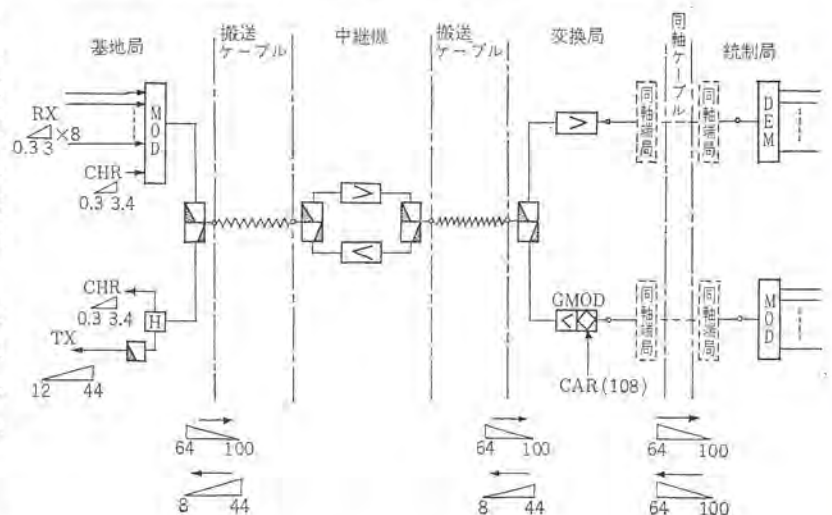 基地局
搬送
ケーブル
中継機
搬送
ケーブル
変換局
同軸ケーブル
統制局
MOD
RX
×8
0.3 3
CHR
0.3 3.4
同軸端局
同軸端局
DEM
CHR
0.3 3.4
H
TX
12 44
GMOD
同軸端局
同軸端局
MOD
CAR(108)
64 100
64 100
64 100
8 44
8 44
64 100